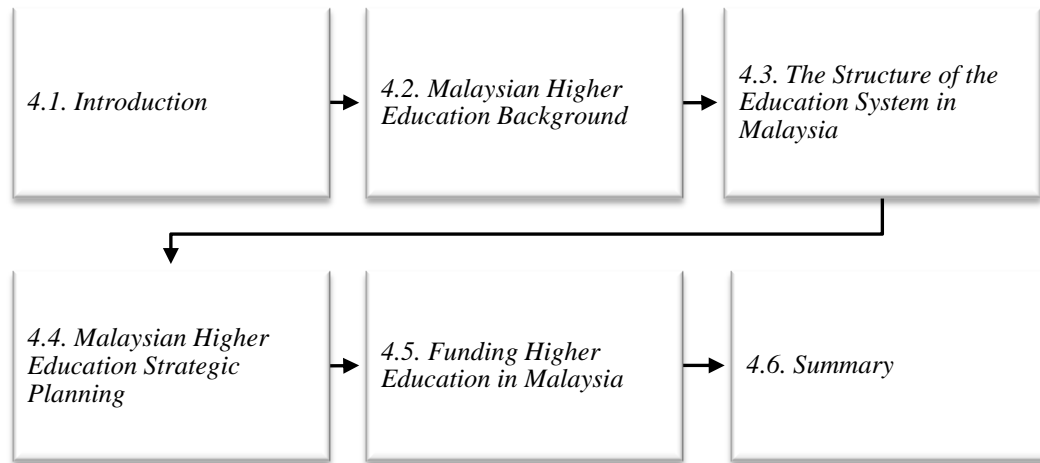 4.1. Introduction
4.2. Malaysian Higher
Education Background
4.3. The Structure of the
Education System in
Malaysia
4.4. Malaysian Higher
Education Strategic
Planning
4.5. Funding Higher
Education in Malaysia
4.6. Summary